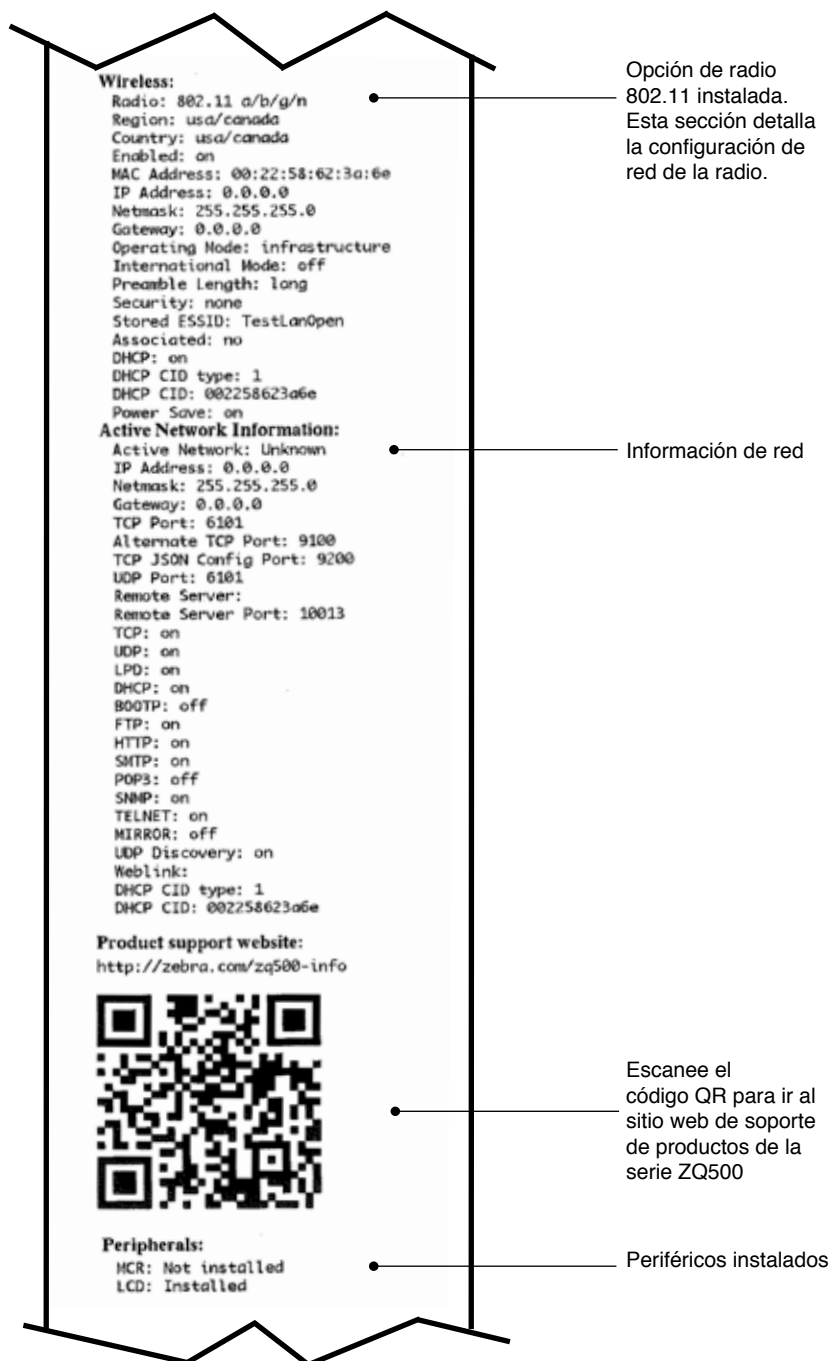 Wireless:
Radio: 802.11 a/b/g/n
Region: usa/canada
Country: usa/canada
Enabled: on
MAC Address: 00:22:58:62:3a:6e
IP Address: 0.0.0.0
Netmask: 255.255.255.0
Gateway: 0.0.0.0
Operating Mode: infrastructure
International Mode: off
Preamble Length: long
Security: none
Stored ESSID: TestLanOpen
Associated: no
DHCP: on
DHCP CID type: 1
DHCP CID: 002258623a6e
Power Save: on
Opción de radio
802.11 instalada.
Esta sección detalla
la configuración de
red de la radio.
Active Network Information:
Active Network: Unknown
IP Address: 0.0.0.0
Netmask: 255.255.255.0
Gateway: 0.0.0.0
TCP Port: 6101
Alternate TCP Port: 9100
TCP JSON Config Port: 9200
UDP Port: 6101
Remote Server:
Remote Server Port: 10013
TCP: on
UDP: on
LPD: on
DHCP: on
BOOTP: off
FTP: on
HTTP: on
SMTP: on
POP3: off
SNMP: on
TELNET: on
MIRROR: off
UDP Discovery: on
Weblink:
DHCP CID type: 1
DHCP CID: 002258623a6e
Información de red
Product support website:
http://zebra.com/zq500-info
Escanee el
código QR para ir al
sitio web de soporte
de productos de la
serie ZQ500
Peripherals:
MCR: Not installed
LCD: Installed
Periféricos instalados